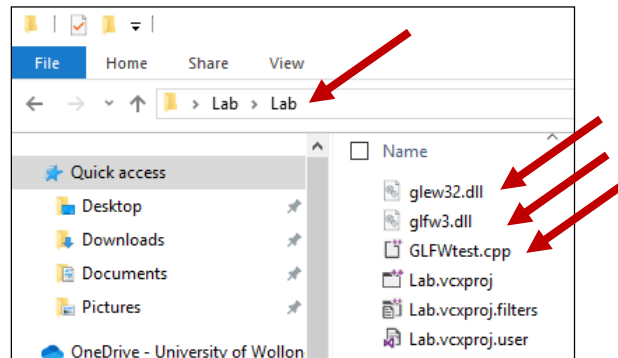 File Home Share View
Lab > Lab
Name
Quick access
Desktop
Downloads
Documents
Pictures
OneDrive - University of Wollon
glew32.dll
glfw3.dll
GLFWtest.cpp
Lab.vcxproj
Lab.vcxproj.filters
Lab.vcxproj.user